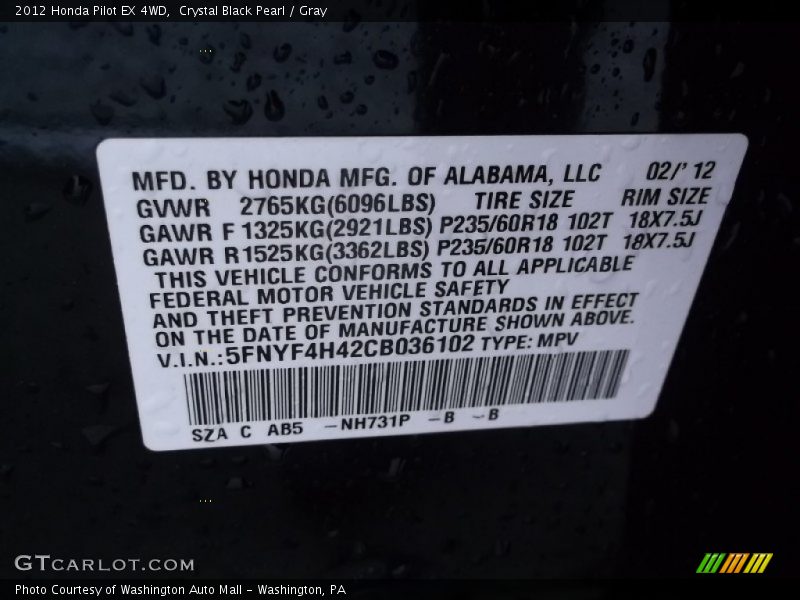 2012 Honda Pilot EX 4WD, Crystal Black Pearl / Gray
MFD. BY HONDA MFG. OF ALABAMA, LLC 02/' 12
GVWR 2765KG(6096LBS) TIRE SIZE RIM SIZE
GAWR F 1325KG(2921LBS) P235/60R18 102T 18X7.5J
GAWR R 1525KG(3362LBS) P235/60R18 102T 18X7.5J
THIS VEHICLE CONFORMS TO ALL APPLICABLE
FEDERAL MOTOR VEHICLE SAFETY
AND THEFT PREVENTION STANDARDS IN EFFECT
ON THE DATE OF MANUFACTURE SHOWN ABOVE.
V.I.N.: 5FNYF4H42CB036102 TYPE: MPV
SZA C AB5 -NH731P -B -B
GTCARLOT.COM
Photo Courtesy of Washington Auto Mall - Washington, PA